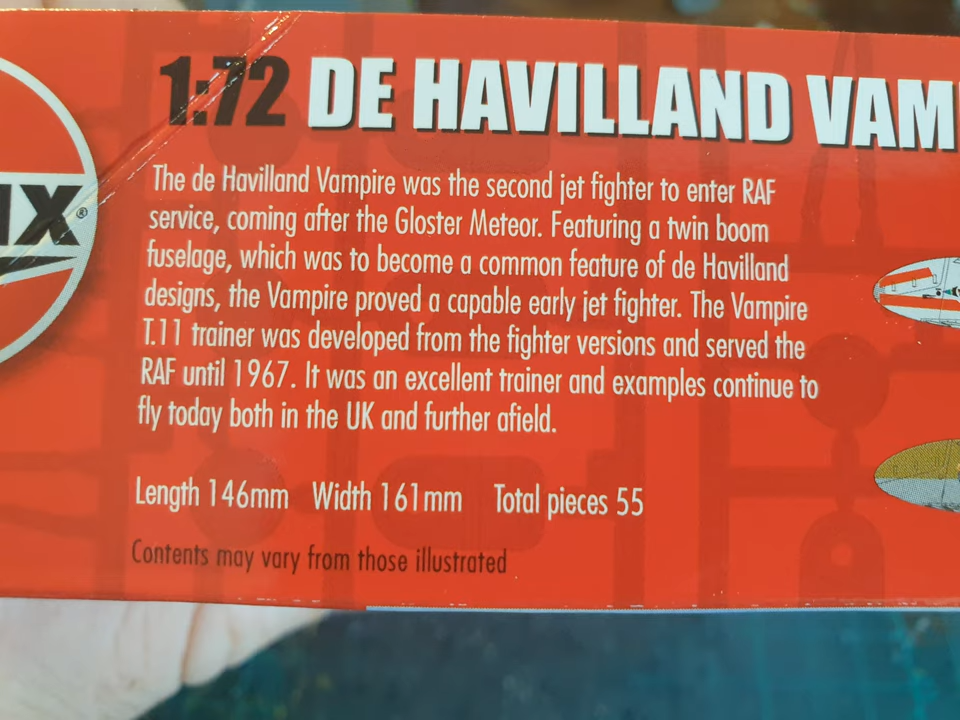 1:72 DE HAVILLAND VAM
IX®
The de Havilland Vampire was the second jet fighter to enter RAF
service, coming after the Gloster Meteor. Featuring a twin boom
fuselage, which was to become a common feature of de Havilland
designs, the Vampire proved a capable early jet fighter. The Vampire
T.11 trainer was developed from the fighter versions and served the
RAF until 1967. It was an excellent trainer and examples continue to
fly today both in the UK and further afield.
Length 146mm Width 161mm Total pieces 55
Contents may vary from those illustrated